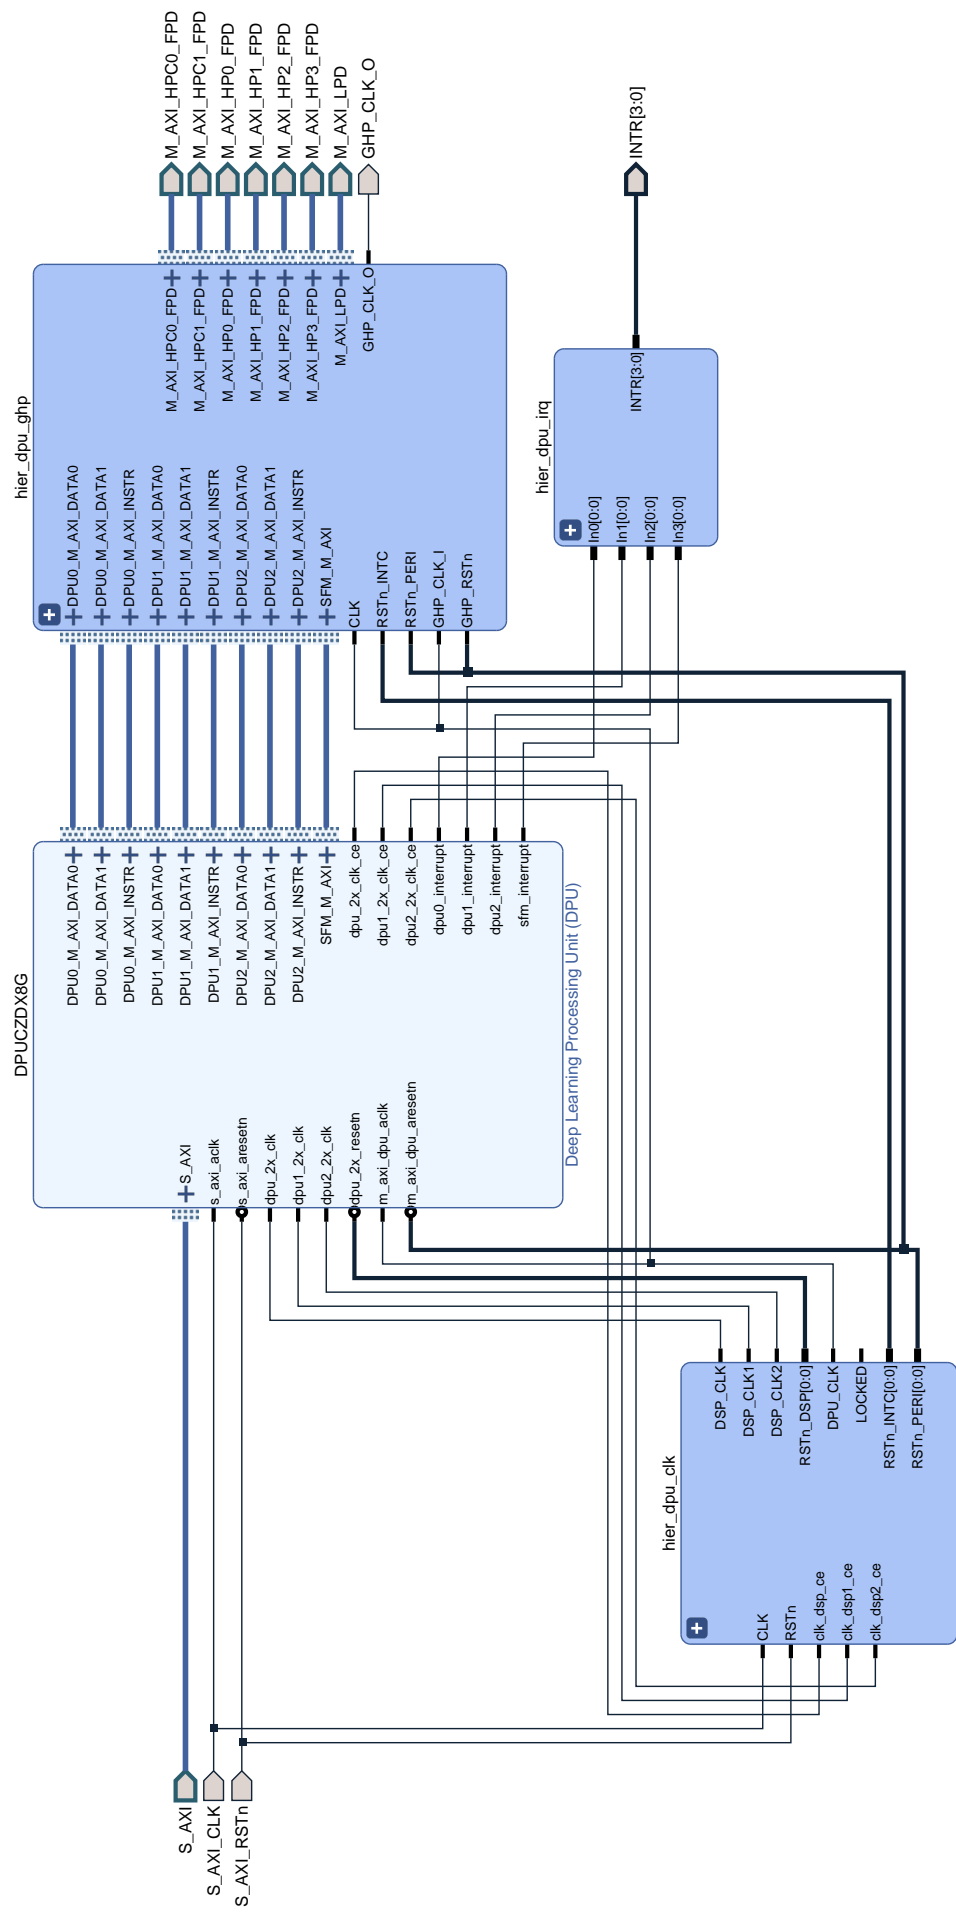 S_AXI
S_AXI_CLK
S_AXI_RSTn
hier_dpu_clk
CLK
RSTn
clk_dsp_ce
clk_dsp1_ce
clk_dsp2_ce
DSP_CLK
DSP_CLK1
DSP_CLK2
RSTn_DSP[0:0]
DPU_CLK
LOCKED
RSTn_INTC[0:0]
RSTn_PERI[0:0]
DPUCZDX8G
S_AXI
s_axi_aclk
s_axi_aresetn
dpu_2x_clk
dpu1_2x_clk
dpu2_2x_clk
dpu_2x_resetn
m_axi_dpu_aclk
m_axi_dpu_aresetn
DPU0_M_AXI_DATA0
DPU0_M_AXI_DATA1
DPU0_M_AXI_INSTR
DPU1_M_AXI_DATA0
DPU1_M_AXI_DATA1
DPU1_M_AXI_INSTR
DPU2_M_AXI_DATA0
DPU2_M_AXI_DATA1
DPU2_M_AXI_INSTR
SFM_M_AXI
dpu_2x_clk_ce
dpu1_2x_clk_ce
dpu2_2x_clk_ce
dpu0_interrupt
dpu1_interrupt
dpu2_interrupt
sfm_interrupt
Deep Learning Processing Unit (DPU)
hier_dpu_ghp
DPU0_M_AXI_DATA0
DPU0_M_AXI_DATA1
DPU0_M_AXI_INSTR
DPU1_M_AXI_DATA0
DPU1_M_AXI_DATA1
DPU1_M_AXI_INSTR
DPU2_M_AXI_DATA0
DPU2_M_AXI_DATA1
DPU2_M_AXI_INSTR
SFM_M_AXI
CLK
RSTn_INTC
RSTn_PERI
GHP_CLK_I
GHP_RSTn
M_AXI_HPC0_FPD
M_AXI_HPC1_FPD
M_AXI_HP0_FPD
M_AXI_HP1_FPD
M_AXI_HP2_FPD
M_AXI_HP3_FPD
M_AXI_LPD
GHP_CLK_O
hier_dpu_irq
In0[0:0]
In1[0:0]
In2[0:0]
In3[0:0]
INTR[3:0]
M_AXI_HPC0_FPD
M_AXI_HPC1_FPD
M_AXI_HP0_FPD
M_AXI_HP1_FPD
M_AXI_HP2_FPD
M_AXI_HP3_FPD
M_AXI_LPD
GHP_CLK_O
INTR[3:0]